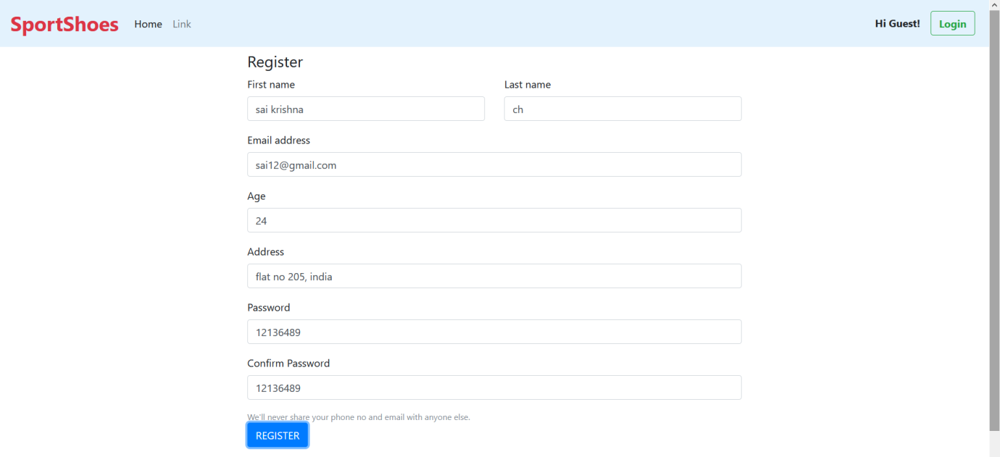 SportShoes Home Link Hi Guest! Login
Register
First name Last name
sai krishna ch
Email address
sai12@gmail.com
Age
24
Address
flat no 205, india
Password
12136489
Confirm Password
12136489
We'll never share your phone no and email with anyone else.
REGISTER